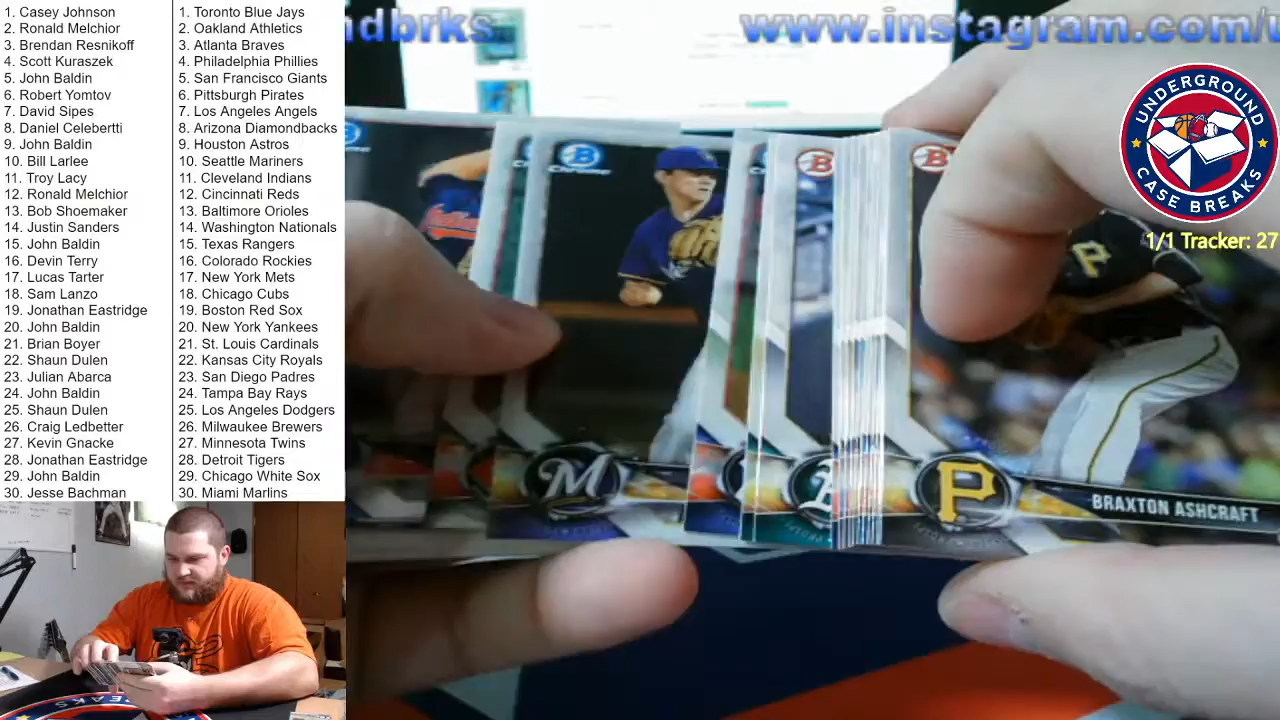 1. Casey Johnson
2. Ronald Melchior
3. Brendan Resnikoff
4. Scott Kuraszek
5. John Baldin
6. Robert Yomtov
7. David Sipes
8. Daniel Celebertti
9. John Baldin
10. Bill Larlee
11. Troy Lacy
12. Ronald Melchior
13. Bob Shoemaker
14. Justin Sanders
15. John Baldin
16. Devin Terry
17. Lucas Tarter
18. Sam Lanzo
19. Jonathan Eastridge
20. John Baldin
21. Brian Boyer
22. Shaun Dulen
23. Julian Abarca
24. John Baldin
25. Shaun Dulen
26. Craig Ledbetter
27. Kevin Gnacke
28. Jonathan Eastridge
29. John Baldin
30. Jesse Bachman
1. Toronto Blue Jays
2. Oakland Athletics
3. Atlanta Braves
4. Philadelphia Phillies
5. San Francisco Giants
6. Pittsburgh Pirates
7. Los Angeles Angels
8. Arizona Diamondbacks
9. Houston Astros
10. Seattle Mariners
11. Cleveland Indians
12. Cincinnati Reds
13. Baltimore Orioles
14. Washington Nationals
15. Texas Rangers
16. Colorado Rockies
17. New York Mets
18. Chicago Cubs
19. Boston Red Sox
20. New York Yankees
21. St. Louis Cardinals
22. Kansas City Royals
23. San Diego Padres
24. Tampa Bay Rays
25. Los Angeles Dodgers
26. Milwaukee Brewers
27. Minnesota Twins
28. Detroit Tigers
29. Chicago White Sox
30. Miami Marlins
ndbrks
www.instagram.com/u
UNDERGROUND
CASE BREAKS
1/1 Tracker: 27
B
Chrome
B
B
P
M
P
BRAXTON ASHCRAFT
BREAKS